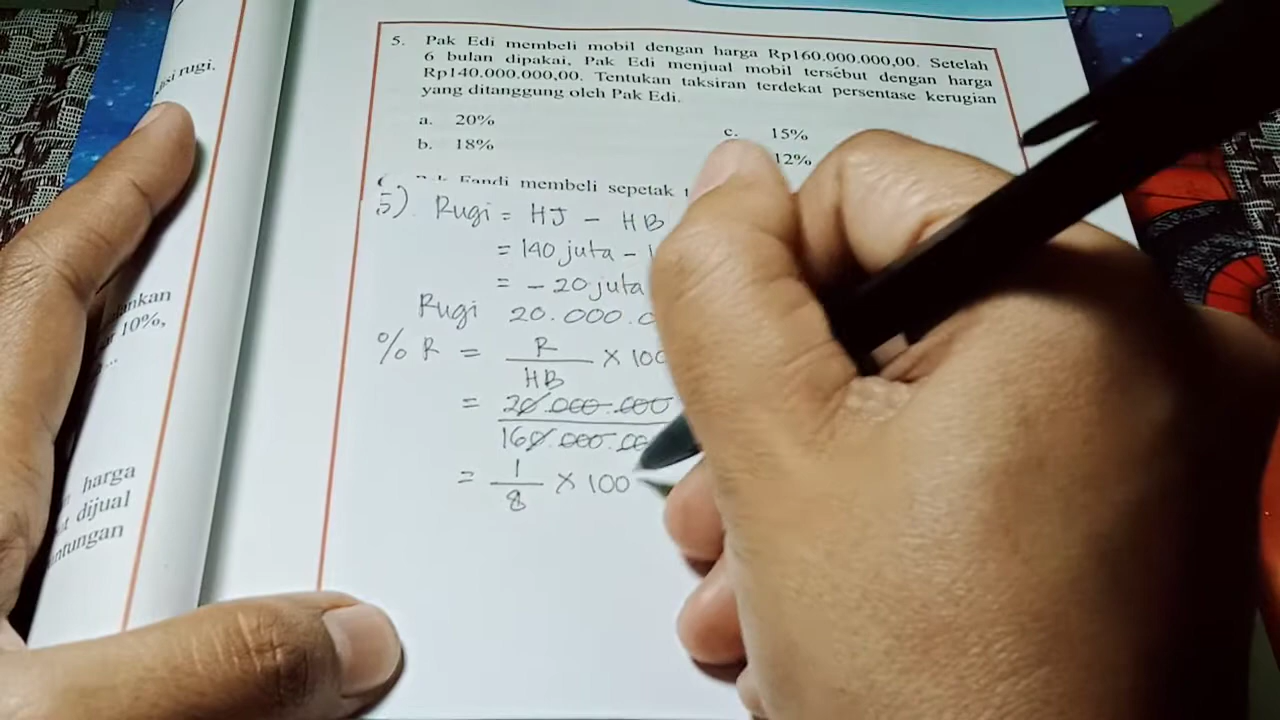 5. Pak Edi membeli mobil dengan harga Rp160.000.000,00. Setelah
6 bulan dipakai, Pak Edi menjual mobil tersebut dengan harga
Rp140.000.000,00. Tentukan taksiran terdekat persentase kerugian
yang ditanggung oleh Pak Edi.
a. 20%
c. 15%
b. 18%
12%
Fandi membeli sepetak
5). Rugi = HJ - HB
= 140 juta -
= - 20 juta
Rugi 20.000.
% R = R/HB × 100
= 20.000.000
160.000.00
= 1/8 × 100
rugi,
10%,
harga
dijual